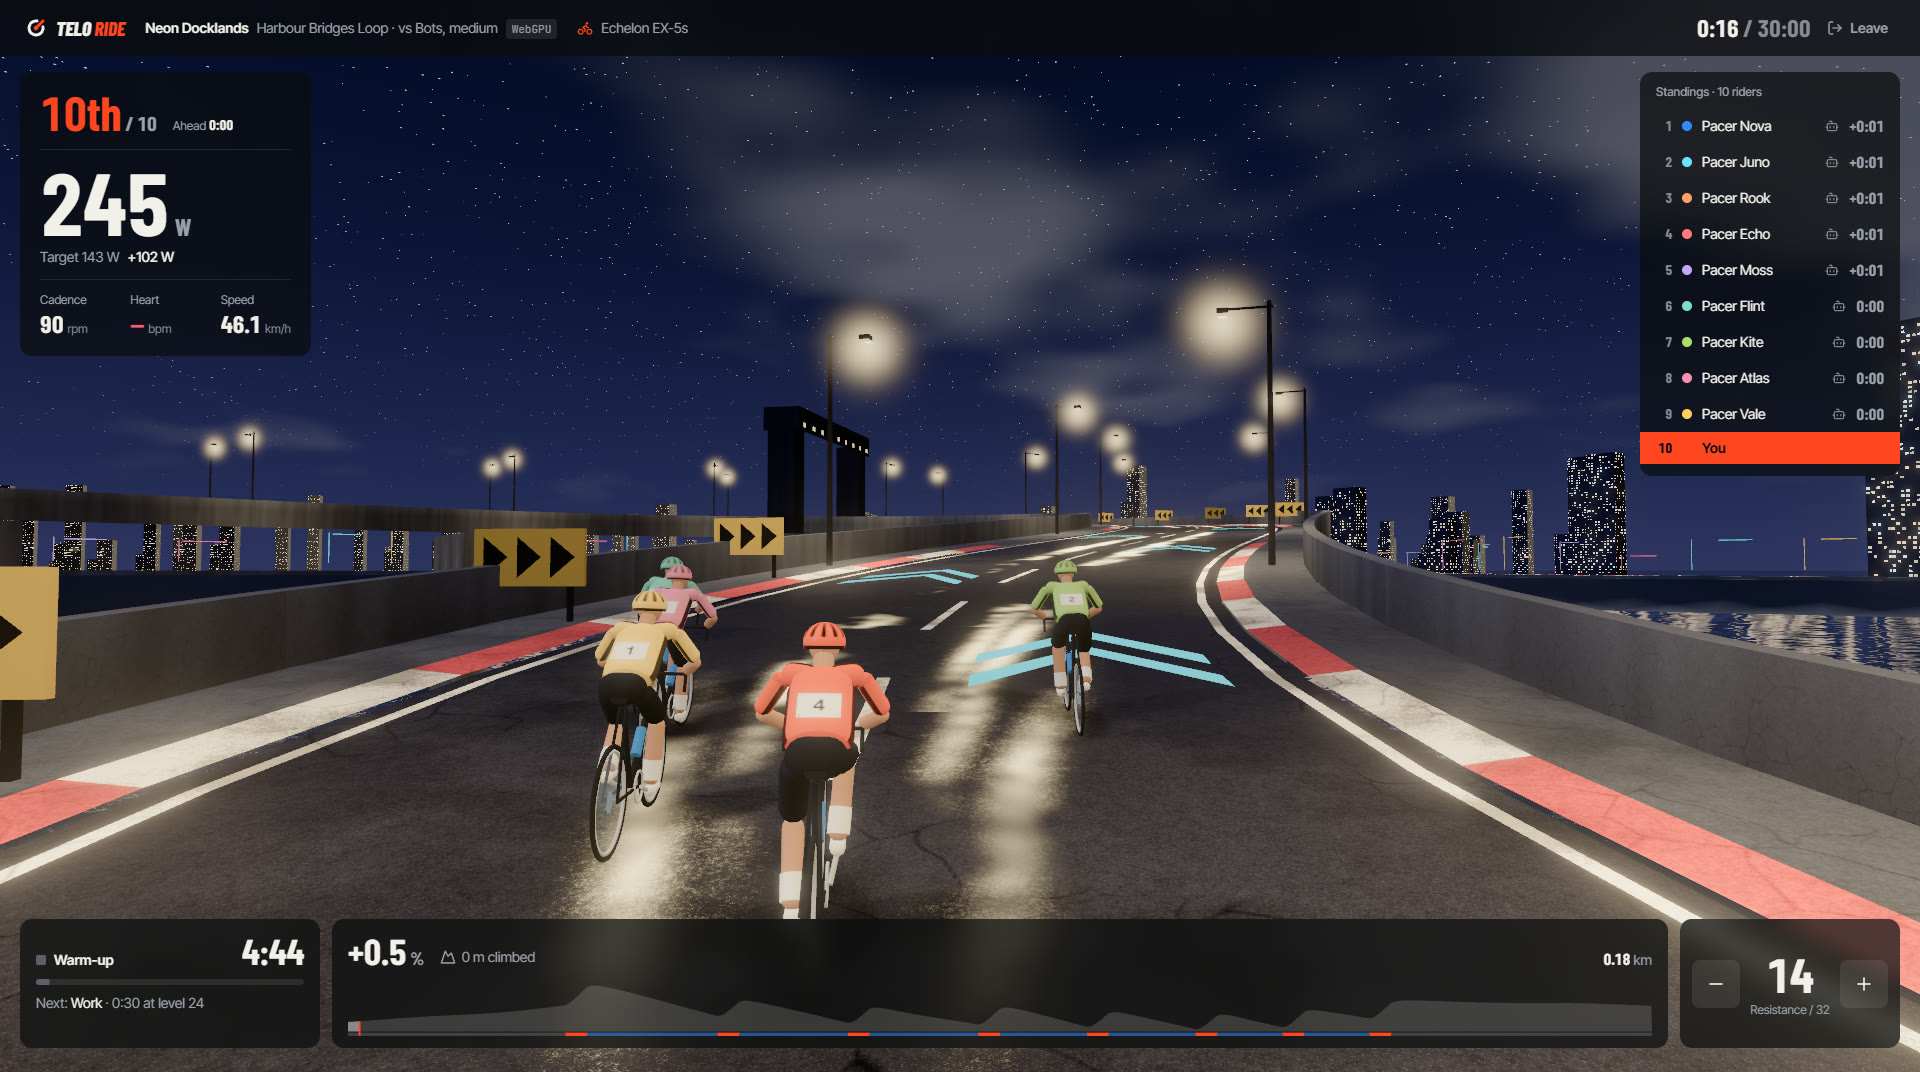 TELO RIDE Neon Docklands Harbour Bridges Loop · vs Bots, medium WebGPU Echelon EX-5s 0:16 / 30:00 Leave
10th / 10 Ahead 0:00
245 W
Target 143 W +102 W
Cadence Heart Speed
90 rpm — bpm 46.1 km/h
Standings · 10 riders
1 Pacer Nova +0:01
2 Pacer Juno +0:01
3 Pacer Rook +0:01
4 Pacer Echo +0:01
5 Pacer Moss +0:01
6 Pacer Flint 0:00
7 Pacer Kite 0:00
8 Pacer Atlas 0:00
9 Pacer Vale 0:00
10 You
2
1
4
Warm-up 4:44
Next: Work · 0:30 at level 24
+0.5 % 0 m climbed 0.18 km
− 14 +
Resistance / 32